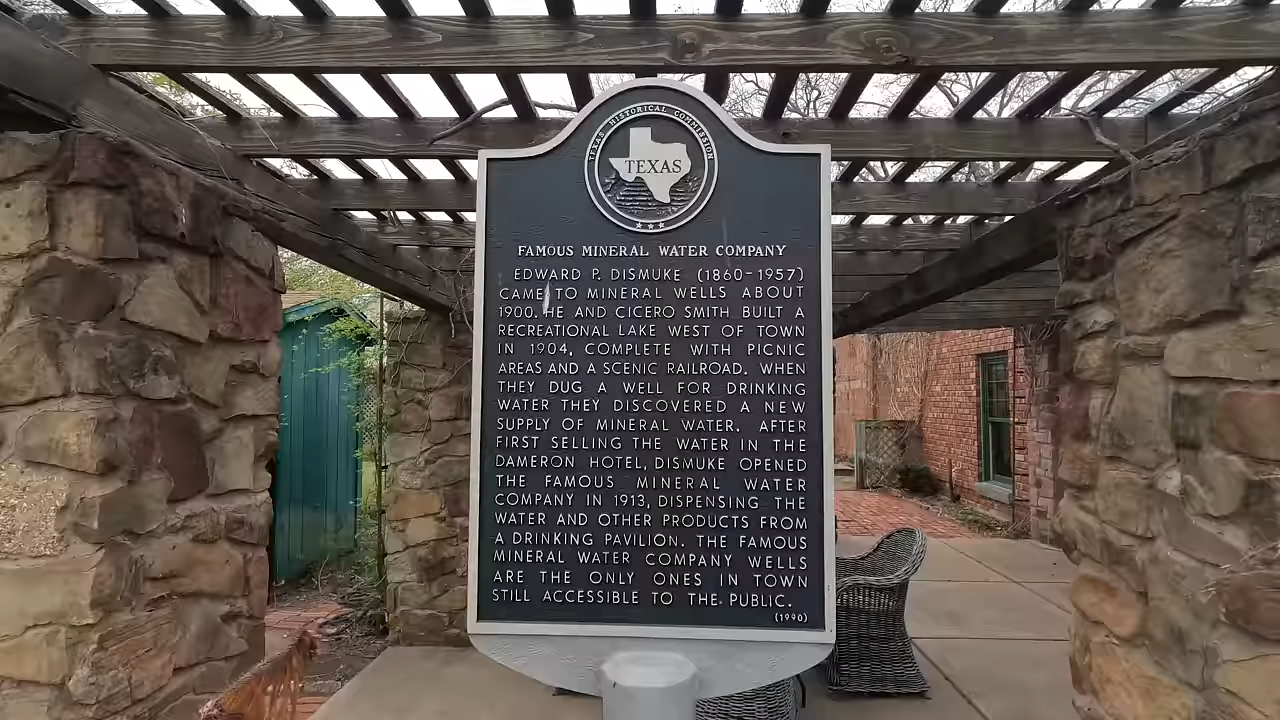 TEXAS HISTORICAL COMMISSION
TEXAS
FAMOUS MINERAL WATER COMPANY
EDWARD P. DISMUKE (1860-1957)
CAME TO MINERAL WELLS ABOUT
1900. HE AND CICERO SMITH BUILT A
RECREATIONAL LAKE WEST OF TOWN
IN 1904, COMPLETE WITH PICNIC
AREAS AND A SCENIC RAILROAD. WHEN
THEY DUG A WELL FOR DRINKING
WATER THEY DISCOVERED A NEW
SUPPLY OF MINERAL WATER. AFTER
FIRST SELLING THE WATER IN THE
DAMERON HOTEL, DISMUKE OPENED
THE FAMOUS MINERAL WATER
COMPANY IN 1913, DISPENSING THE
WATER AND OTHER PRODUCTS FROM
A DRINKING PAVILION. THE FAMOUS
MINERAL WATER COMPANY WELLS
ARE THE ONLY ONES IN TOWN
STILL ACCESSIBLE TO THE PUBLIC.
(1990)